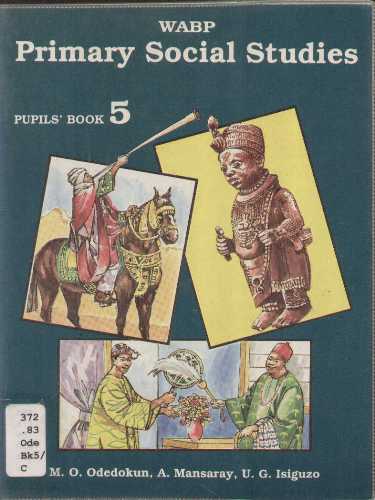 WABP
Primary Social Studies
PUPILS' BOOK 5
372
.83
Ode
Bk5/
C
M. O. Odedokun, A. Mansaray, U. G. Isiguzo